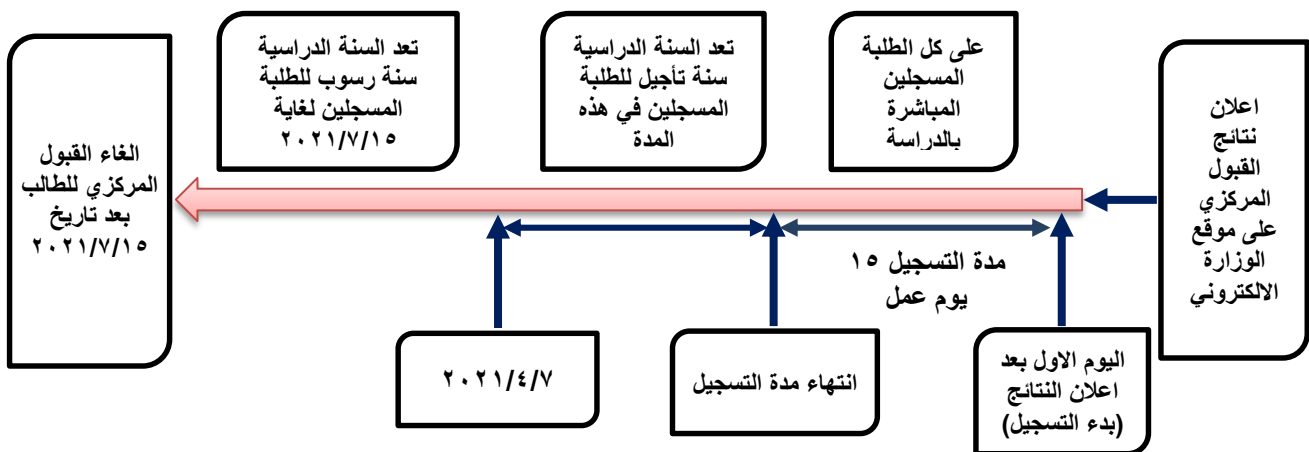 اعلان
نتائج
القبول
المركزي
على موقع
الوزارة
الالكتروني
على كل الطلبة
المسجلين
المباشرة
بالدراسة
تعد السنة الدراسية
سنة تأجيل للطلبة
المسجلين في هذه
المدة
تعد السنة الدراسية
سنة رسوب للطلبة
المسجلين لغاية
٢٠٢١/٧/١٥
الغاء القبول
المركزي للطالب
بعد تاريخ
٢٠٢١/٧/١٥
مدة التسجيل ١٥
يوم عمل
اليوم الاول بعد
اعلان النتائج
(بدء التسجيل)
انتهاء مدة التسجيل
٢٠٢١/٤/٧